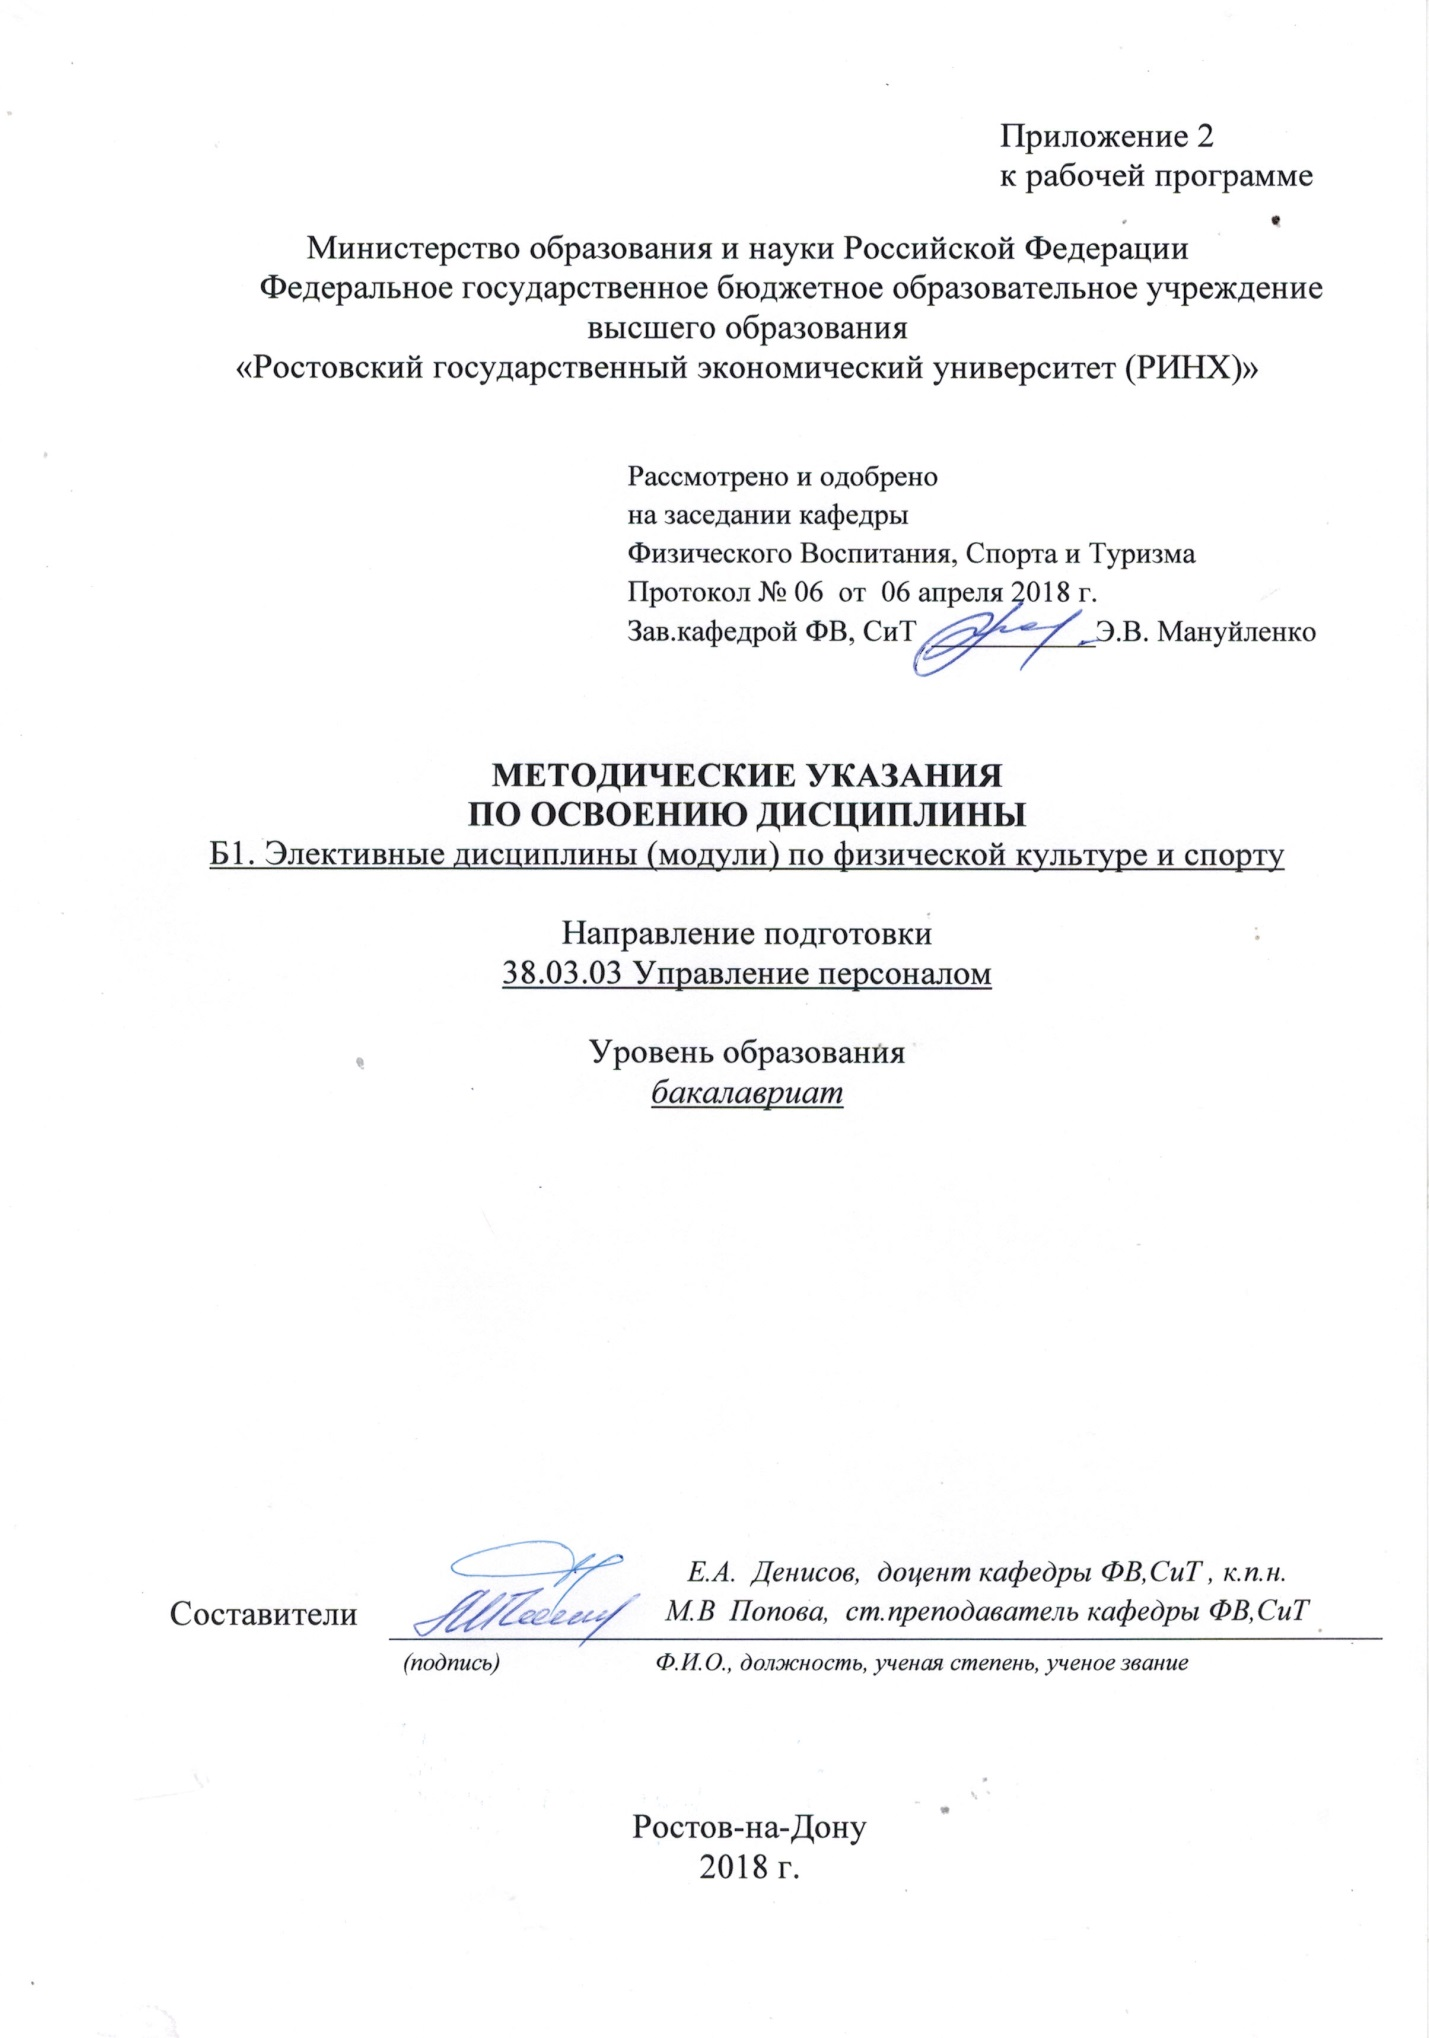 Приложение 2
к рабочей программе
Министерство образования и науки Российской Федерации
Федеральное государственное бюджетное образовательное учреждение
высшего образования
«Ростовский государственный экономический университет (РИНХ)»
Рассмотрено и одобрено
на заседании кафедры
Физического Воспитания, Спорта и Туризма
Протокол № 06 от 06 апреля 2018 г.
Зав.кафедрой ФВ, СиТ ____________Э.В. Мануйленко
МЕТОДИЧЕСКИЕ УКАЗАНИЯ
ПО ОСВОЕНИЮ ДИСЦИПЛИНЫ
Б1. Элективные дисциплины (модули) по физической культуре и спорту
Направление подготовки
38.03.03 Управление персоналом
Уровень образования
бакалавриат
Е.А. Денисов, доцент кафедры ФВ,СиТ , к.п.н.
Составители М.В Попова, ст.преподаватель кафедры ФВ,СиТ
(подпись) Ф.И.О., должность, ученая степень, ученое звание
Ростов-на-Дону
2018 г.